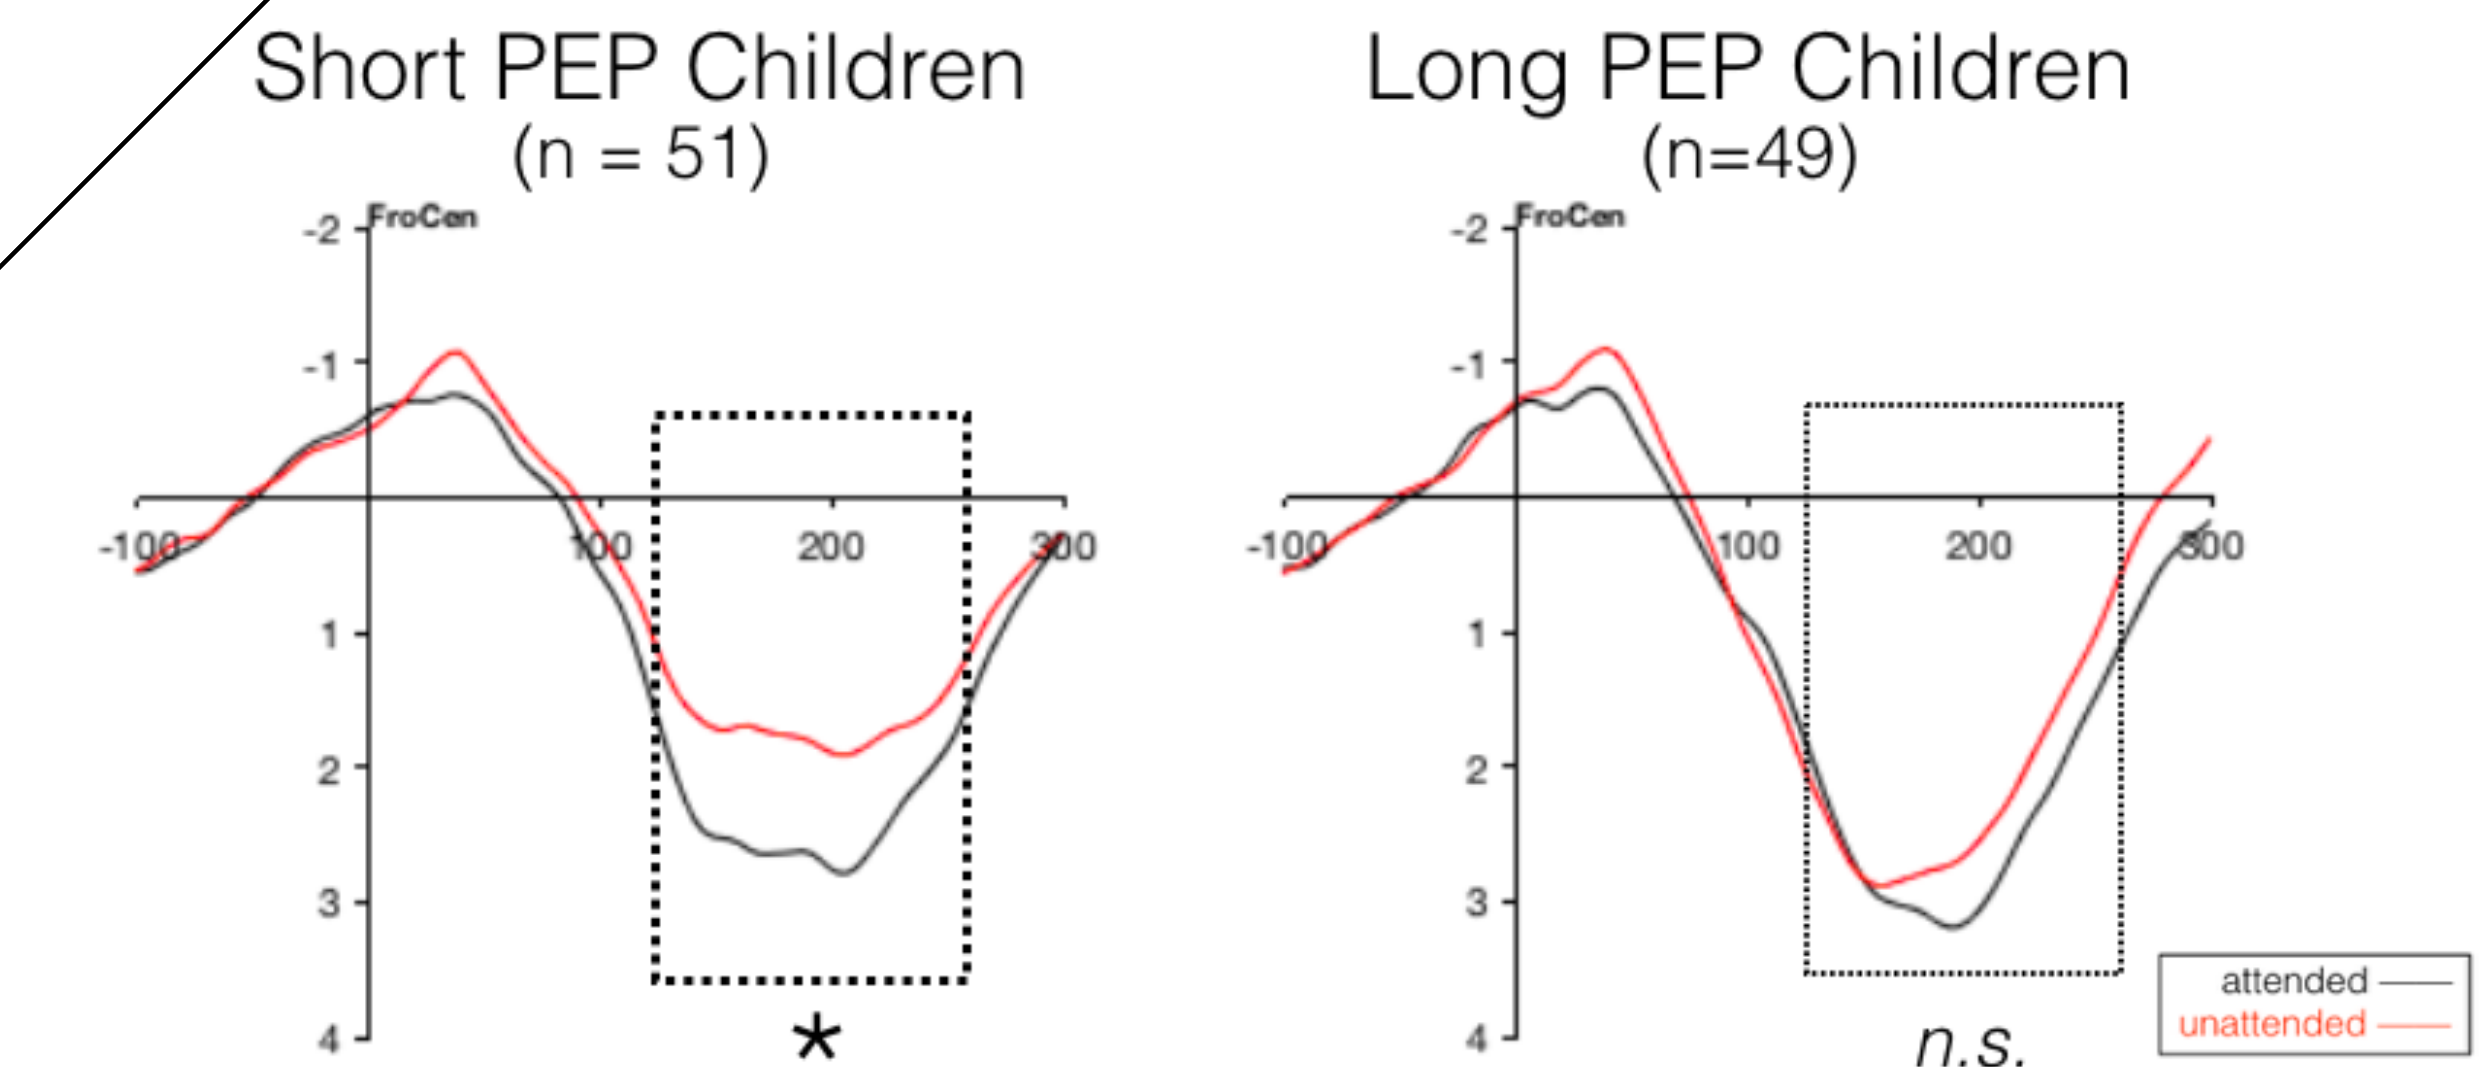 Short PEP Children
(n = 51)
FroCen
-2
-1
-100
100
200
300
1
2
3
4
*
Long PEP Children
(n=49)
FroCen
-2
-1
-100
100
200
300
1
2
3
4
n.s.
attended
unattended